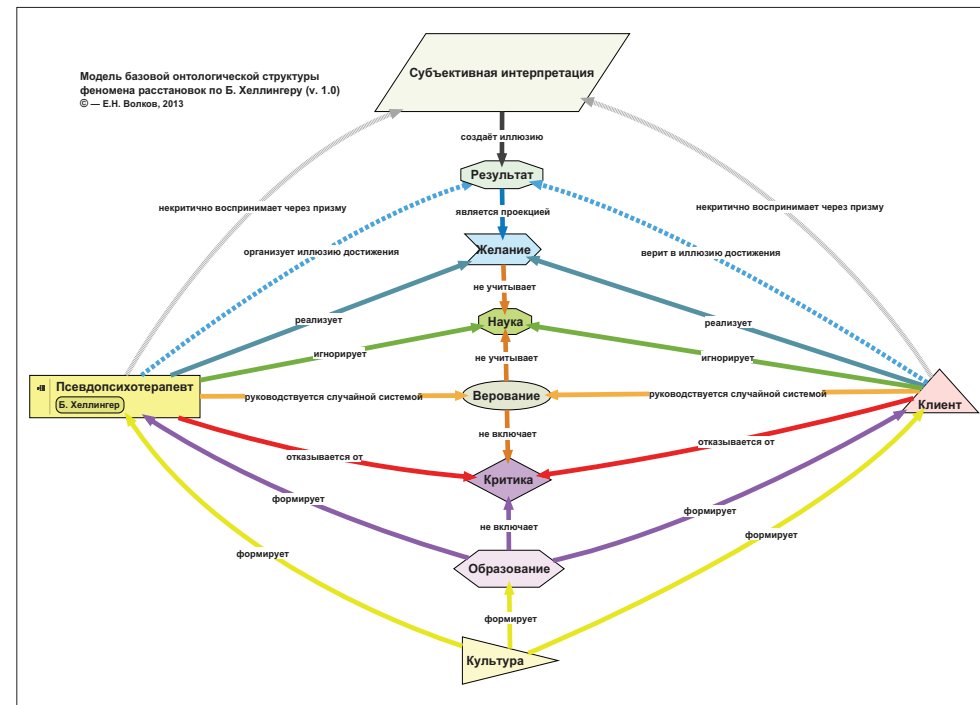 Субъективная интерпретация
Модель базовой онтологической структуры
феномена расстановок по Б. Хеллингеру (v. 1.0)
© — Е.Н. Волков, 2013
создаёт иллюзию
Результат
некритично воспринимает через призму
некритично воспринимает через призму
является проекцией
организует иллюзию достижения
верит в иллюзию достижения
Желание
не учитывает
реализует
реализует
Наука
игнорирует
игнорирует
не учитывает
Псевдопсихотерапевт
Б. Хеллингер
руководствуется случайной системой
Верование
руководствуется случайной системой
Клиент
не включает
отказывается от
отказывается от
Критика
формирует
формирует
не включает
формирует
формирует
Образование
формирует
Культура